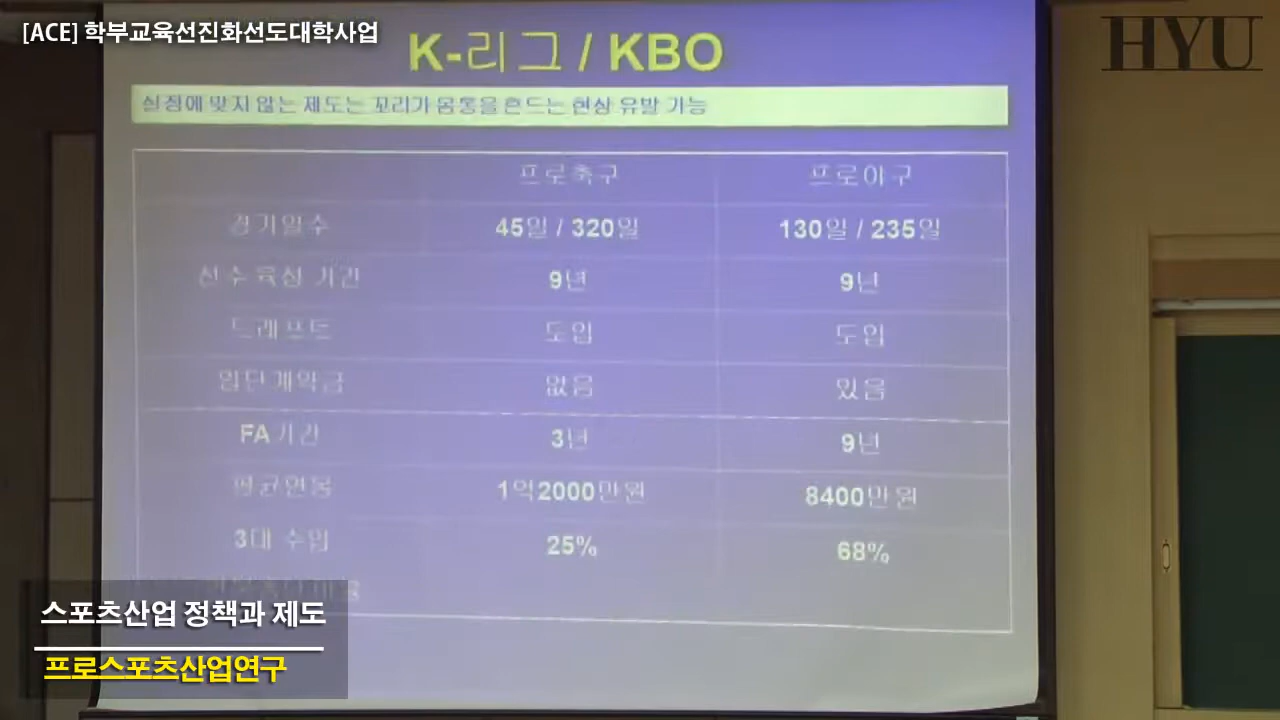 [ACE] 학부교육선진화선도대학사업
HYU
K-리그 / KBO
실정에 맞지 않는 제도는 꼬리가 몸통을 흔드는 현상 유발 가능
프로축구 프로야구
경기일수 45일 / 320일 130일 / 235일
선수육성 기간 9년 9년
드래프트 도입 도입
입단계약금 없음 있음
FA기간 3년 9년
평균연봉 1억2000만원 8400만원
3대 수입 25% 68%
스포츠산업 정책과 제도
프로스포츠산업연구